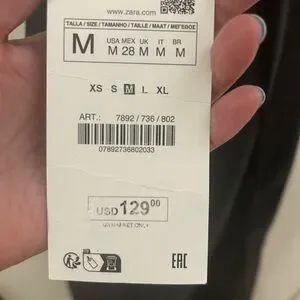 www.zara.com
TALLA / SIZE / TAMANHO / TAILLE / MAAT / ΜΕΓΕΘΟΣ
M
USA MEX UK IT BR
M 28 M M M
XS S M L XL
ART.: 7892 / 736 / 802
07892736802033
USD 129.00
EAC